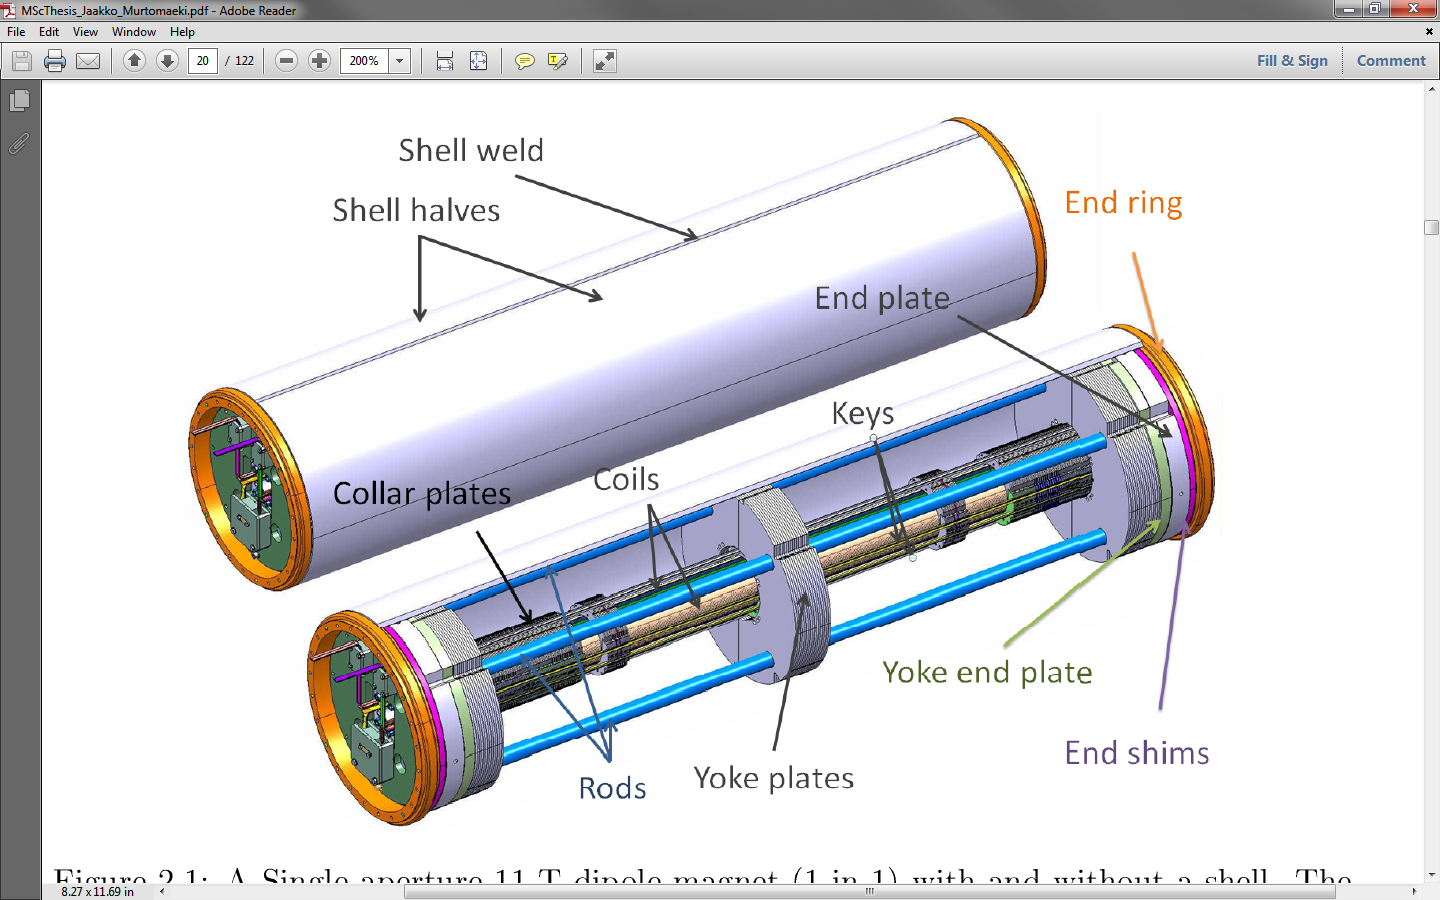 MScThesis_Jaakko_Murtomaeki.pdf - Adobe Reader
File Edit View Window Help
20 / 122 200% Fill & Sign Comment
Shell weld
Shell halves
End ring
End plate
Keys
Coils
Collar plates
Yoke end plate
End shims
Yoke plates
Rods
Figure 2.1: A Single aperture 11 T dipole magnet (1-in-1) with and without a shell. The
8.27 x 11.69 in